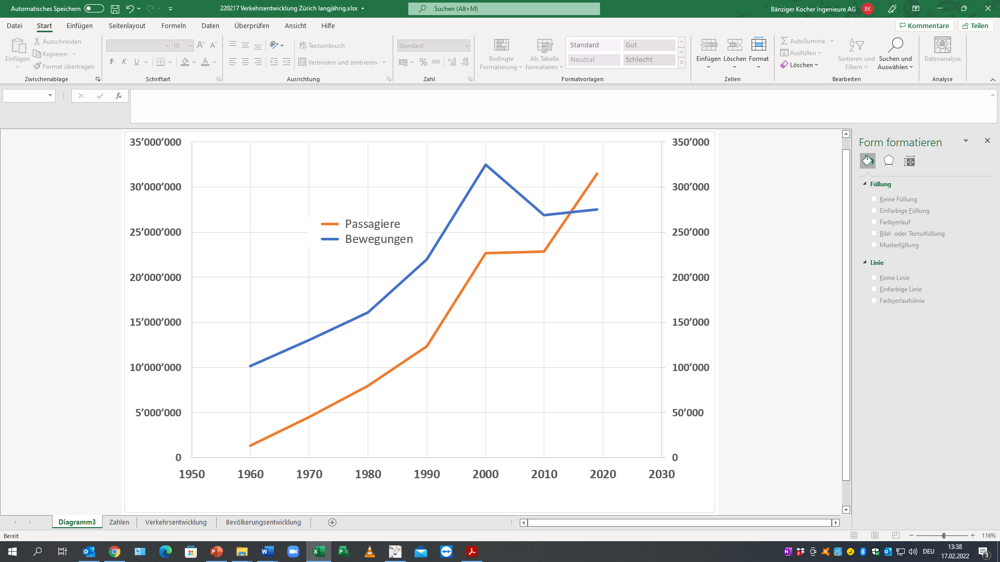 Automatisches Speichern
220217 Verkehrsentwicklung Zürich langjährig.xlsx
Suchen (Alt+M)
Bänziger Kocher Ingenieure AG BK
Datei Start Einfügen Seitenlayout Formeln Daten Überprüfen Ansicht Hilfe
Kommentare Teilen
Einfügen
Ausschneiden
Kopieren
Format übertragen
Zwischenablage
10
F K U
Schriftart
Textumbruch
Verbinden und zentrieren
Ausrichtung
Standard
% 000
Zahl
Bedingte Formatierung
Als Tabelle formatieren
Standard Gut
Neutral Schlecht
Formatvorlagen
Einfügen Löschen Format
Zellen
AutoSumme
Ausfüllen
Löschen
Sortieren und Filtern
Suchen und Auswählen
Bearbeiten
Datenanalyse
Analyse
fx
35’000’000 350’000
30’000’000 300’000
25’000’000 250’000
20’000’000 200’000
15’000’000 150’000
10’000’000 100’000
5’000’000 50’000
0 0
Passagiere
Bewegungen
1950 1960 1970 1980 1990 2000 2010 2020 2030
Form formatieren
Füllung
Keine Füllung
Einfarbige Füllung
Farbverlauf
Bild- oder Texturfüllung
Musterfüllung
Linie
Keine Linie
Einfarbige Linie
Farbverlaufslinie
Diagramm3 Zahlen Verkehrsentwicklung Bevölkerungsentwicklung
Bereit
116%
DEU
13:38
17.02.2022
3